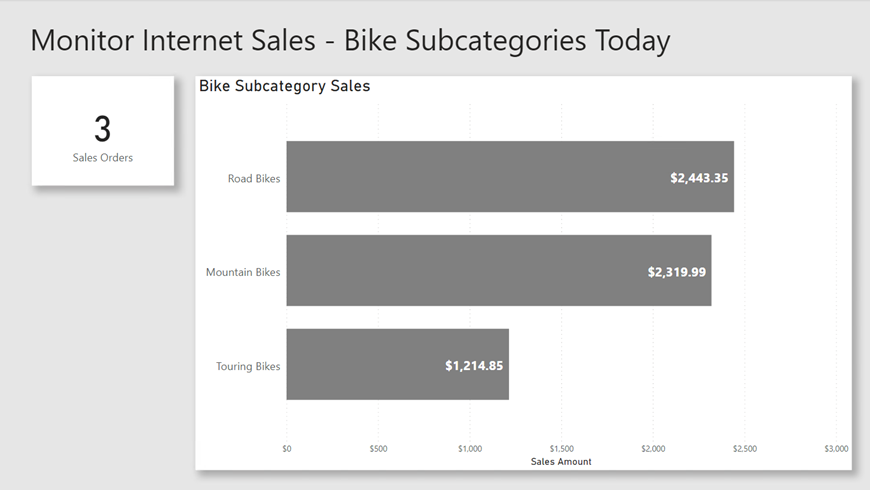 Monitor Internet Sales - Bike Subcategories Today
3
Sales Orders
Bike Subcategory Sales
Road Bikes $2,443.35
Mountain Bikes $2,319.99
Touring Bikes $1,214.85
$0 $500 $1,000 $1,500 $2,000 $2,500 $3,000
Sales Amount